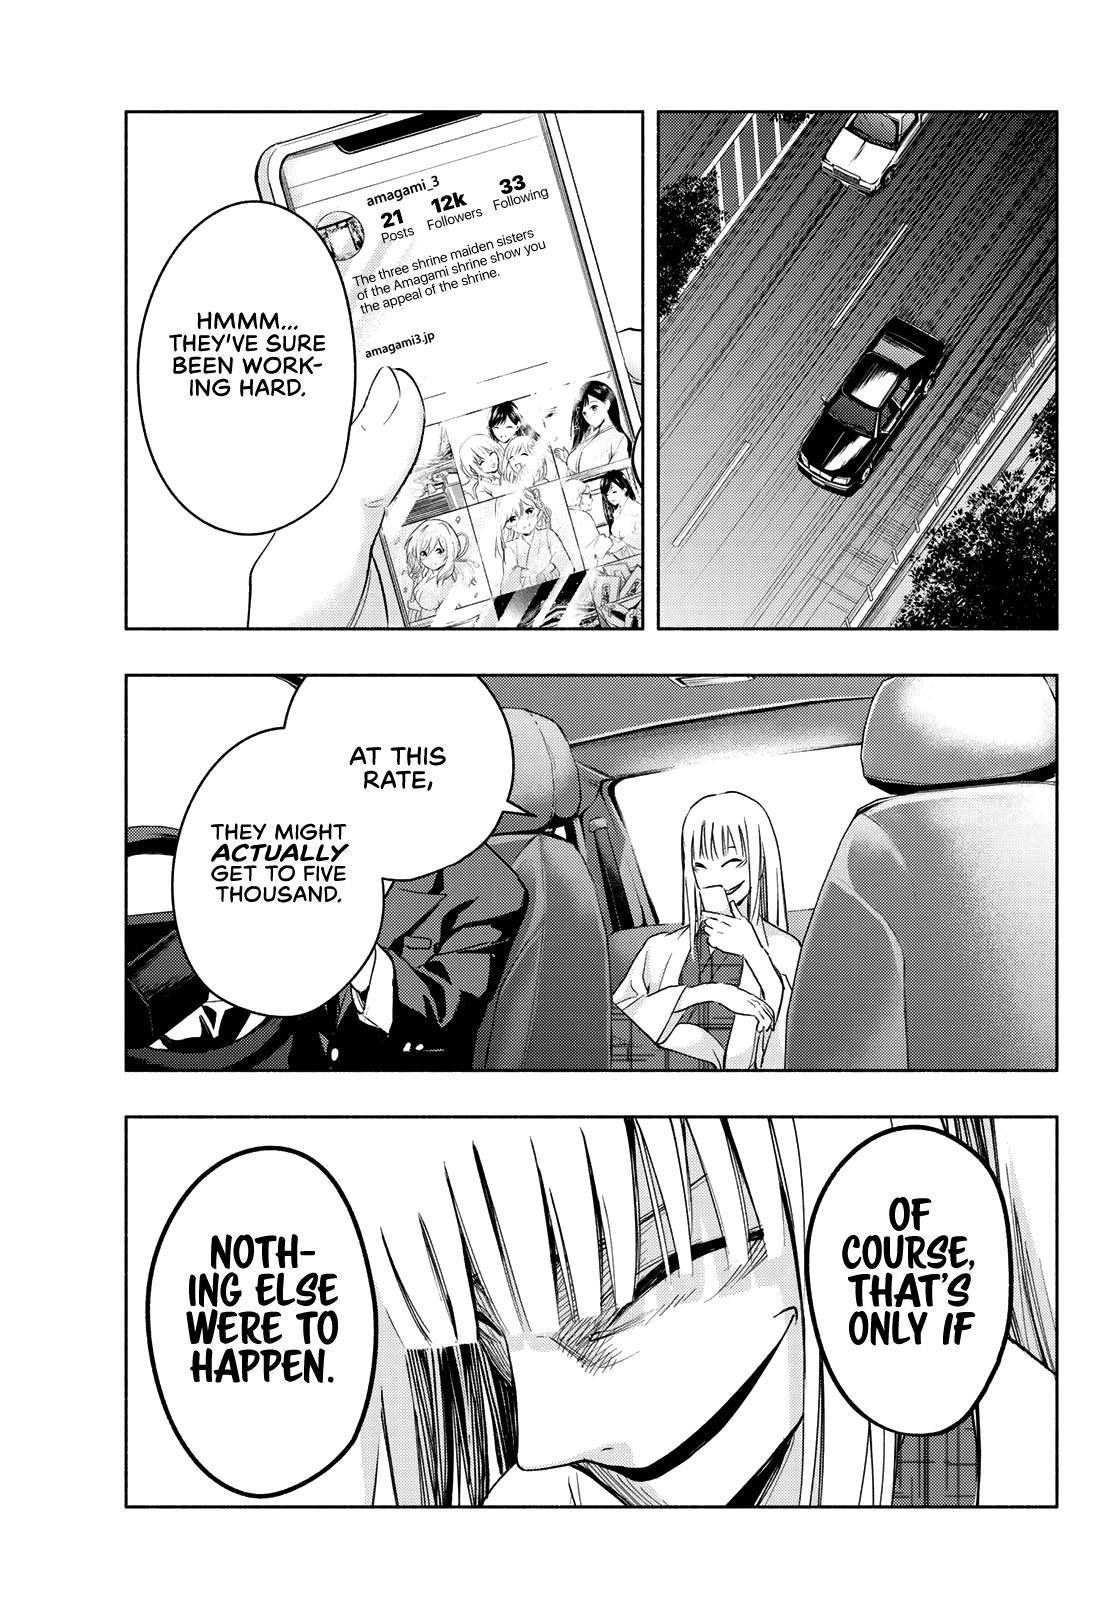 amagami_3
21 12k 33
Posts Followers Following
The three shrine maiden sisters
of the Amagami shrine show you
the appeal of the shrine.
amagami3.jp
HMMM...
THEY'VE SURE
BEEN WORK-
ING HARD.
AT THIS
RATE,
THEY MIGHT
ACTUALLY
GET TO FIVE
THOUSAND.
OF
COURSE,
THAT'S
ONLY IF
NOTH-
ING ELSE
WERE TO
HAPPEN.